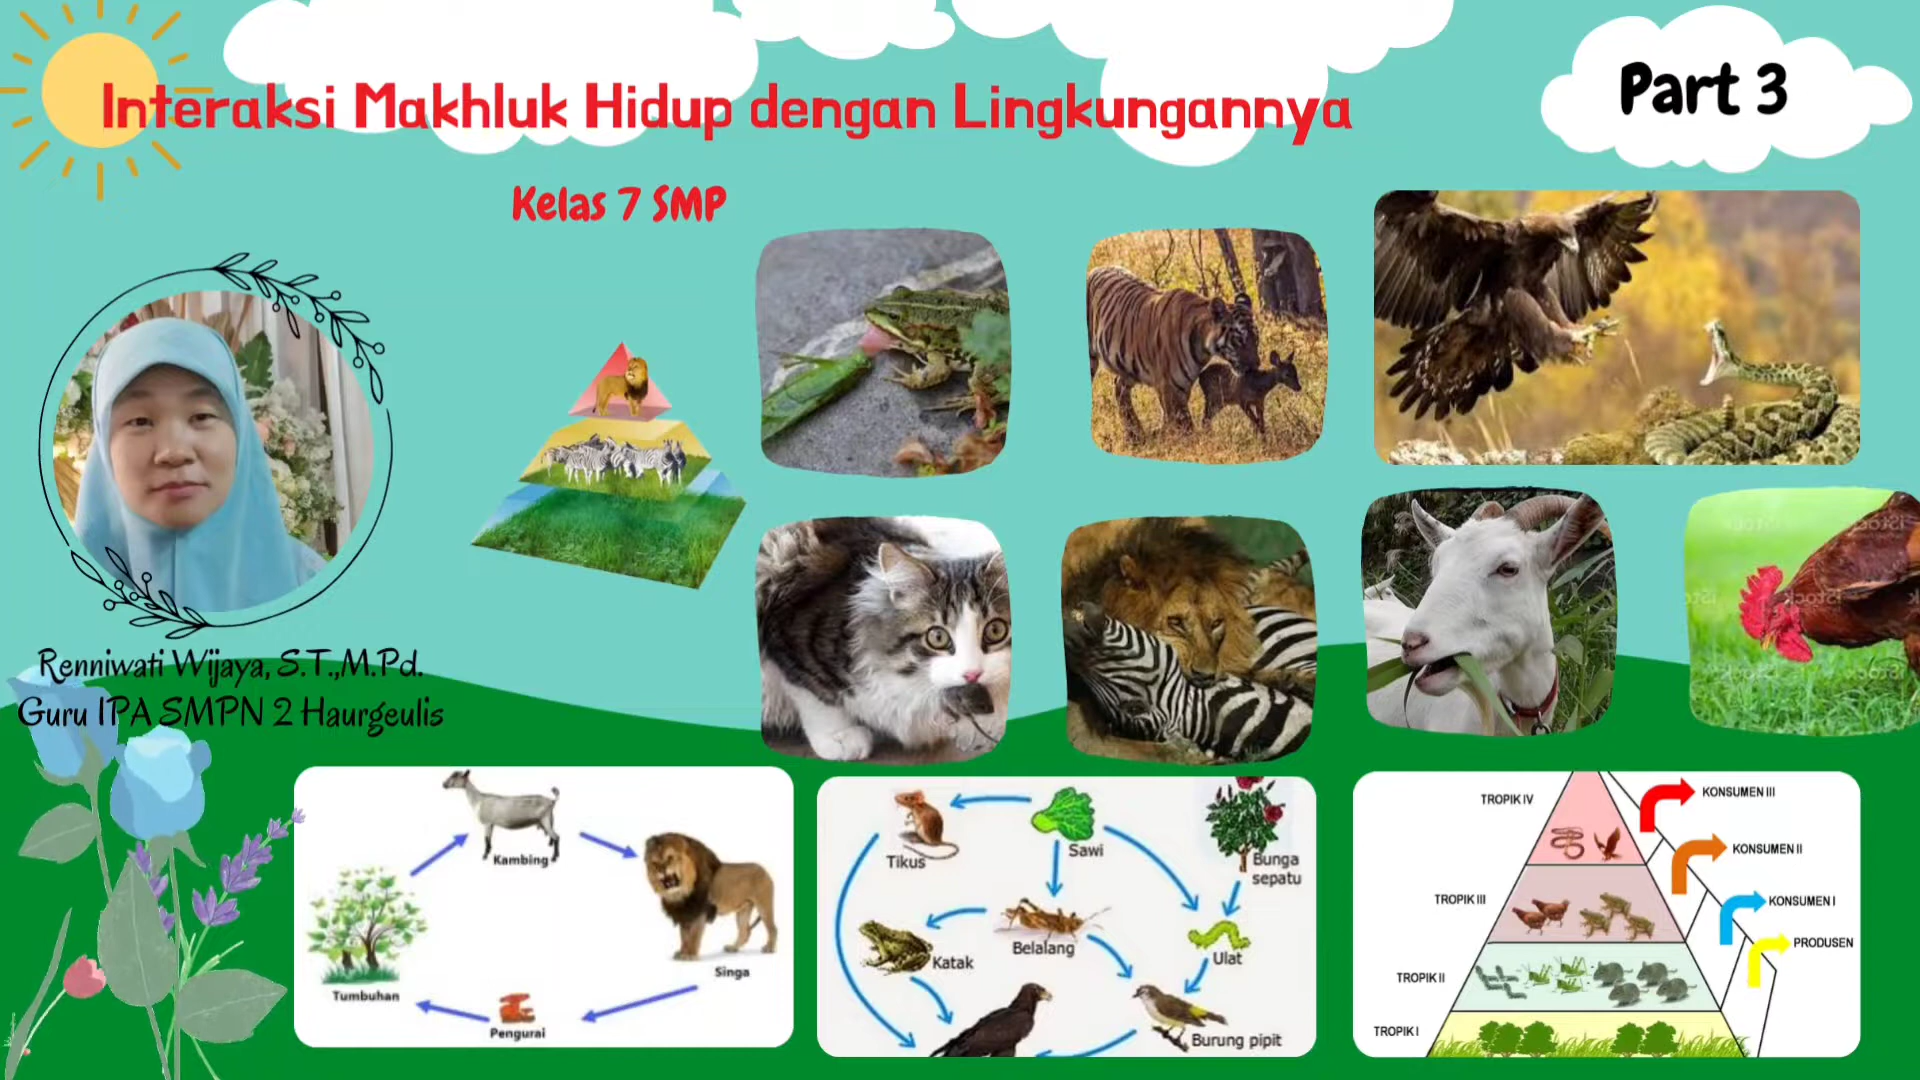 Interaksi Makhluk Hidup dengan Lingkungannya
Part 3
Kelas 7 SMP
Renniwati Wijaya, S.T.,M.Pd.
Guru IPA SMPN 2 Haurgeulis
Kambing
Singa
Tumbuhan
Pengurai
Tikus
Sawi
Bunga
sepatu
Katak
Belalang
Ulat
Burung pipit
TROPIK IV
KONSUMEN III
KONSUMEN II
TROPIK III
KONSUMEN I
PRODUSEN
TROPIK II
TROPIK I